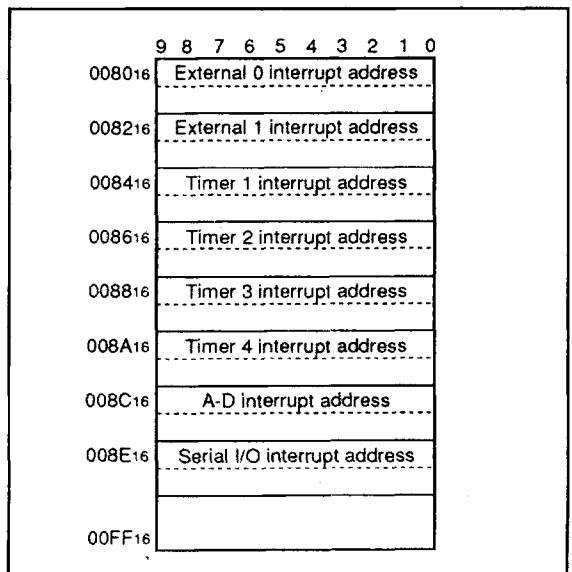 9 8 7 6 5 4 3 2 1 0
0080₁₆ External 0 interrupt address
0082₁₆ External 1 interrupt address
0084₁₆ Timer 1 interrupt address
0086₁₆ Timer 2 interrupt address
0088₁₆ Timer 3 interrupt address
008A₁₆ Timer 4 interrupt address
008C₁₆ A-D interrupt address
008E₁₆ Serial I/O interrupt address
00FF₁₆